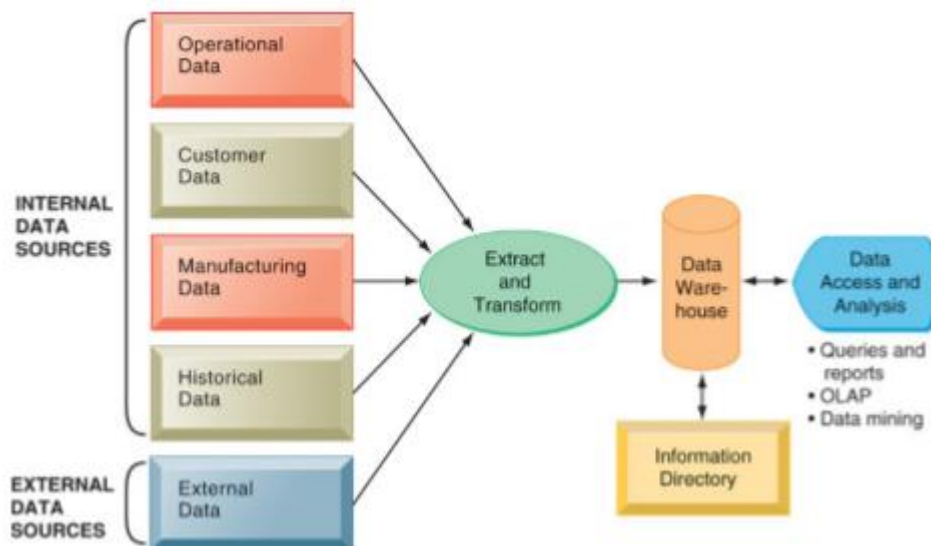 INTERNAL
DATA
SOURCES
Operational
Data
Customer
Data
Manufacturing
Data
Historical
Data
EXTERNAL
DATA
SOURCES
External
Data
Extract
and
Transform
Data
Ware-
house
Information
Directory
Data
Access and
Analysis
• Queries and
reports
• OLAP
• Data mining